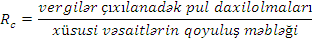 R_c = vergilər çıxılanadək pul daxilolmaları
xüsusi vəsaitlərin qoyuluş məbləği